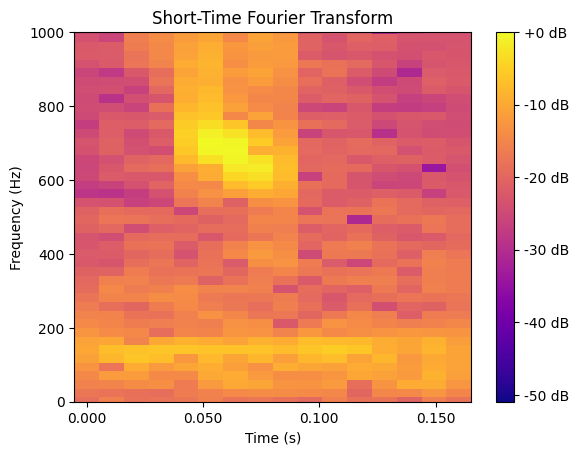 Short-Time Fourier Transform
1000
800
600
400
200
0
Frequency (Hz)
0.000
0.050
0.100
0.150
Time (s)
+0 dB
-10 dB
-20 dB
-30 dB
-40 dB
-50 dB